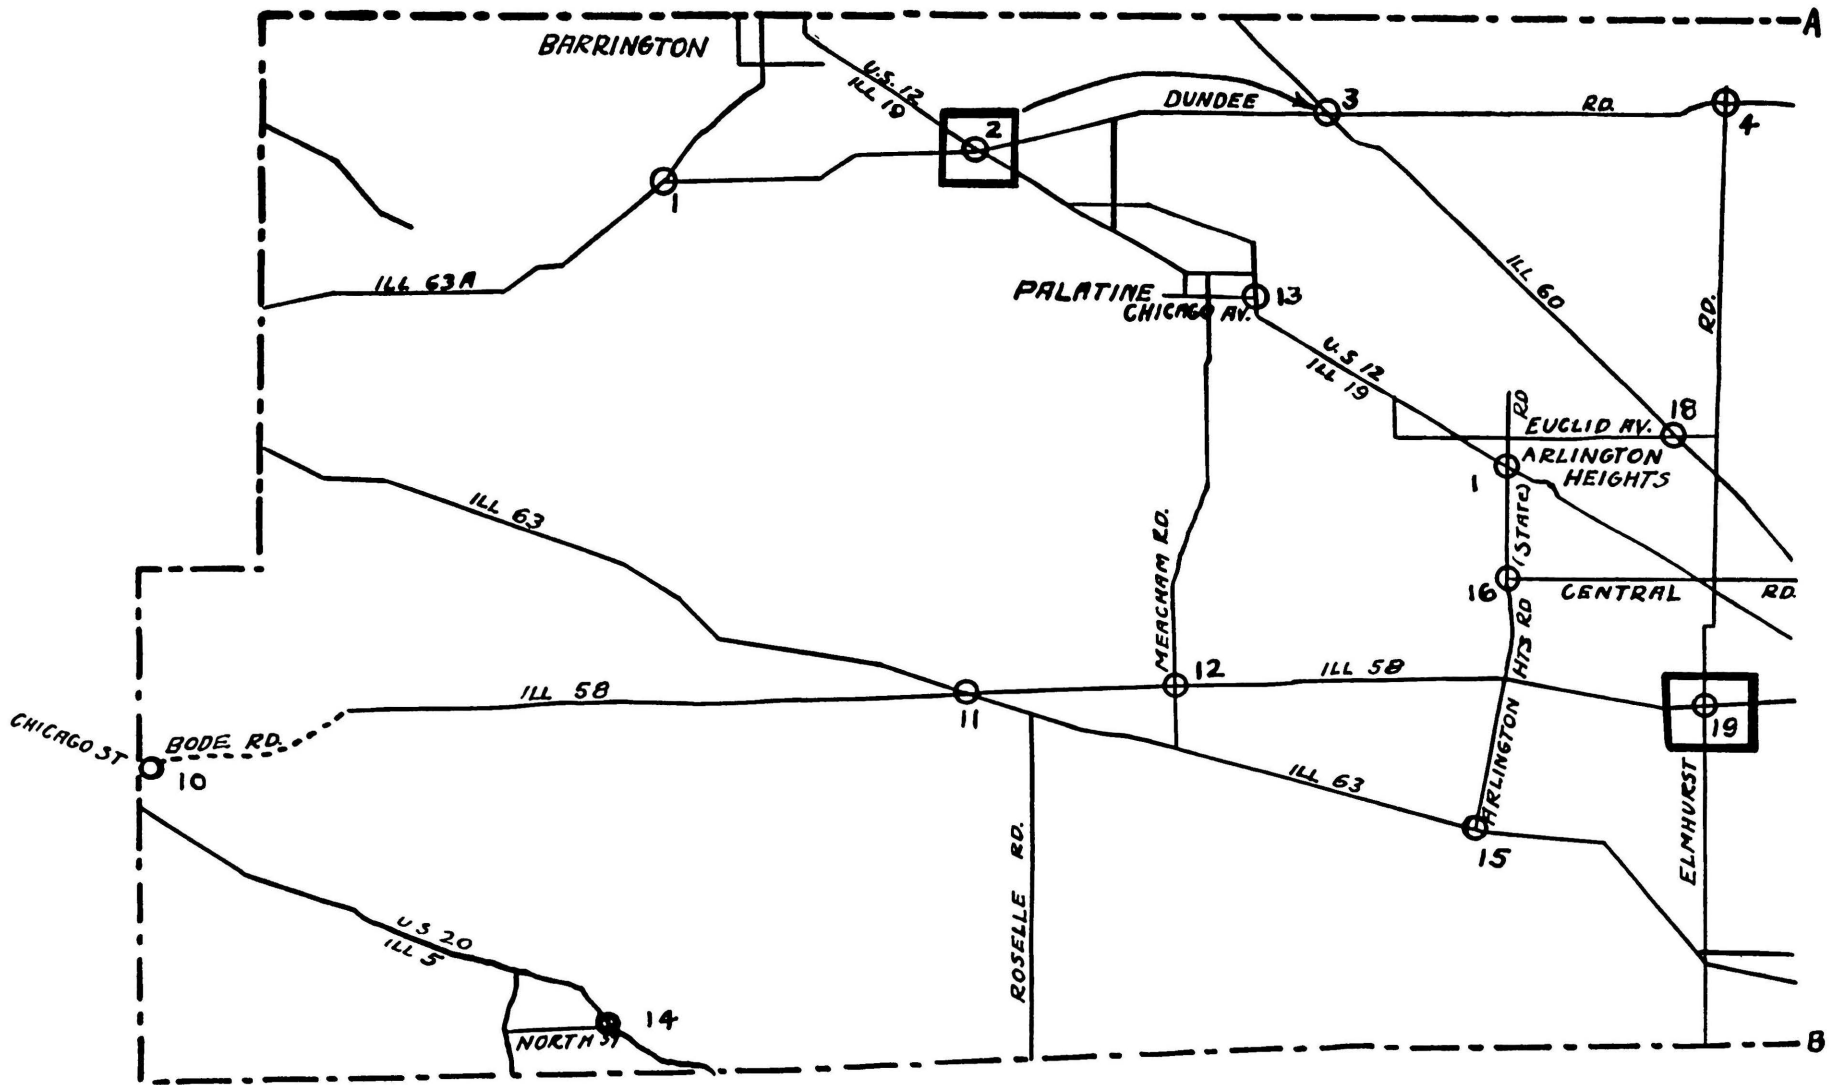 A
BARRINGTON
U.S. 12
ILL 19
2
DUNDEE
3
RD.
4
1
ILL 63A
PALATINE
CHICAGO AV.
13
ILL 60
RD.
U.S 12
ILL 19
RD
18
EUCLID AV.
ARLINGTON
HEIGHTS
1
(STATE)
ILL 63
MEACHAM RD.
16
CENTRAL
RD.
ARLINGTON HTS RD
12
ILL 58
ILL 58
11
19
CHICAGO ST
BODE RD.
10
ILL 63
15
ELMHURST
ROSELLE RD.
U S 20
ILL 5
14
NORTH ST
B